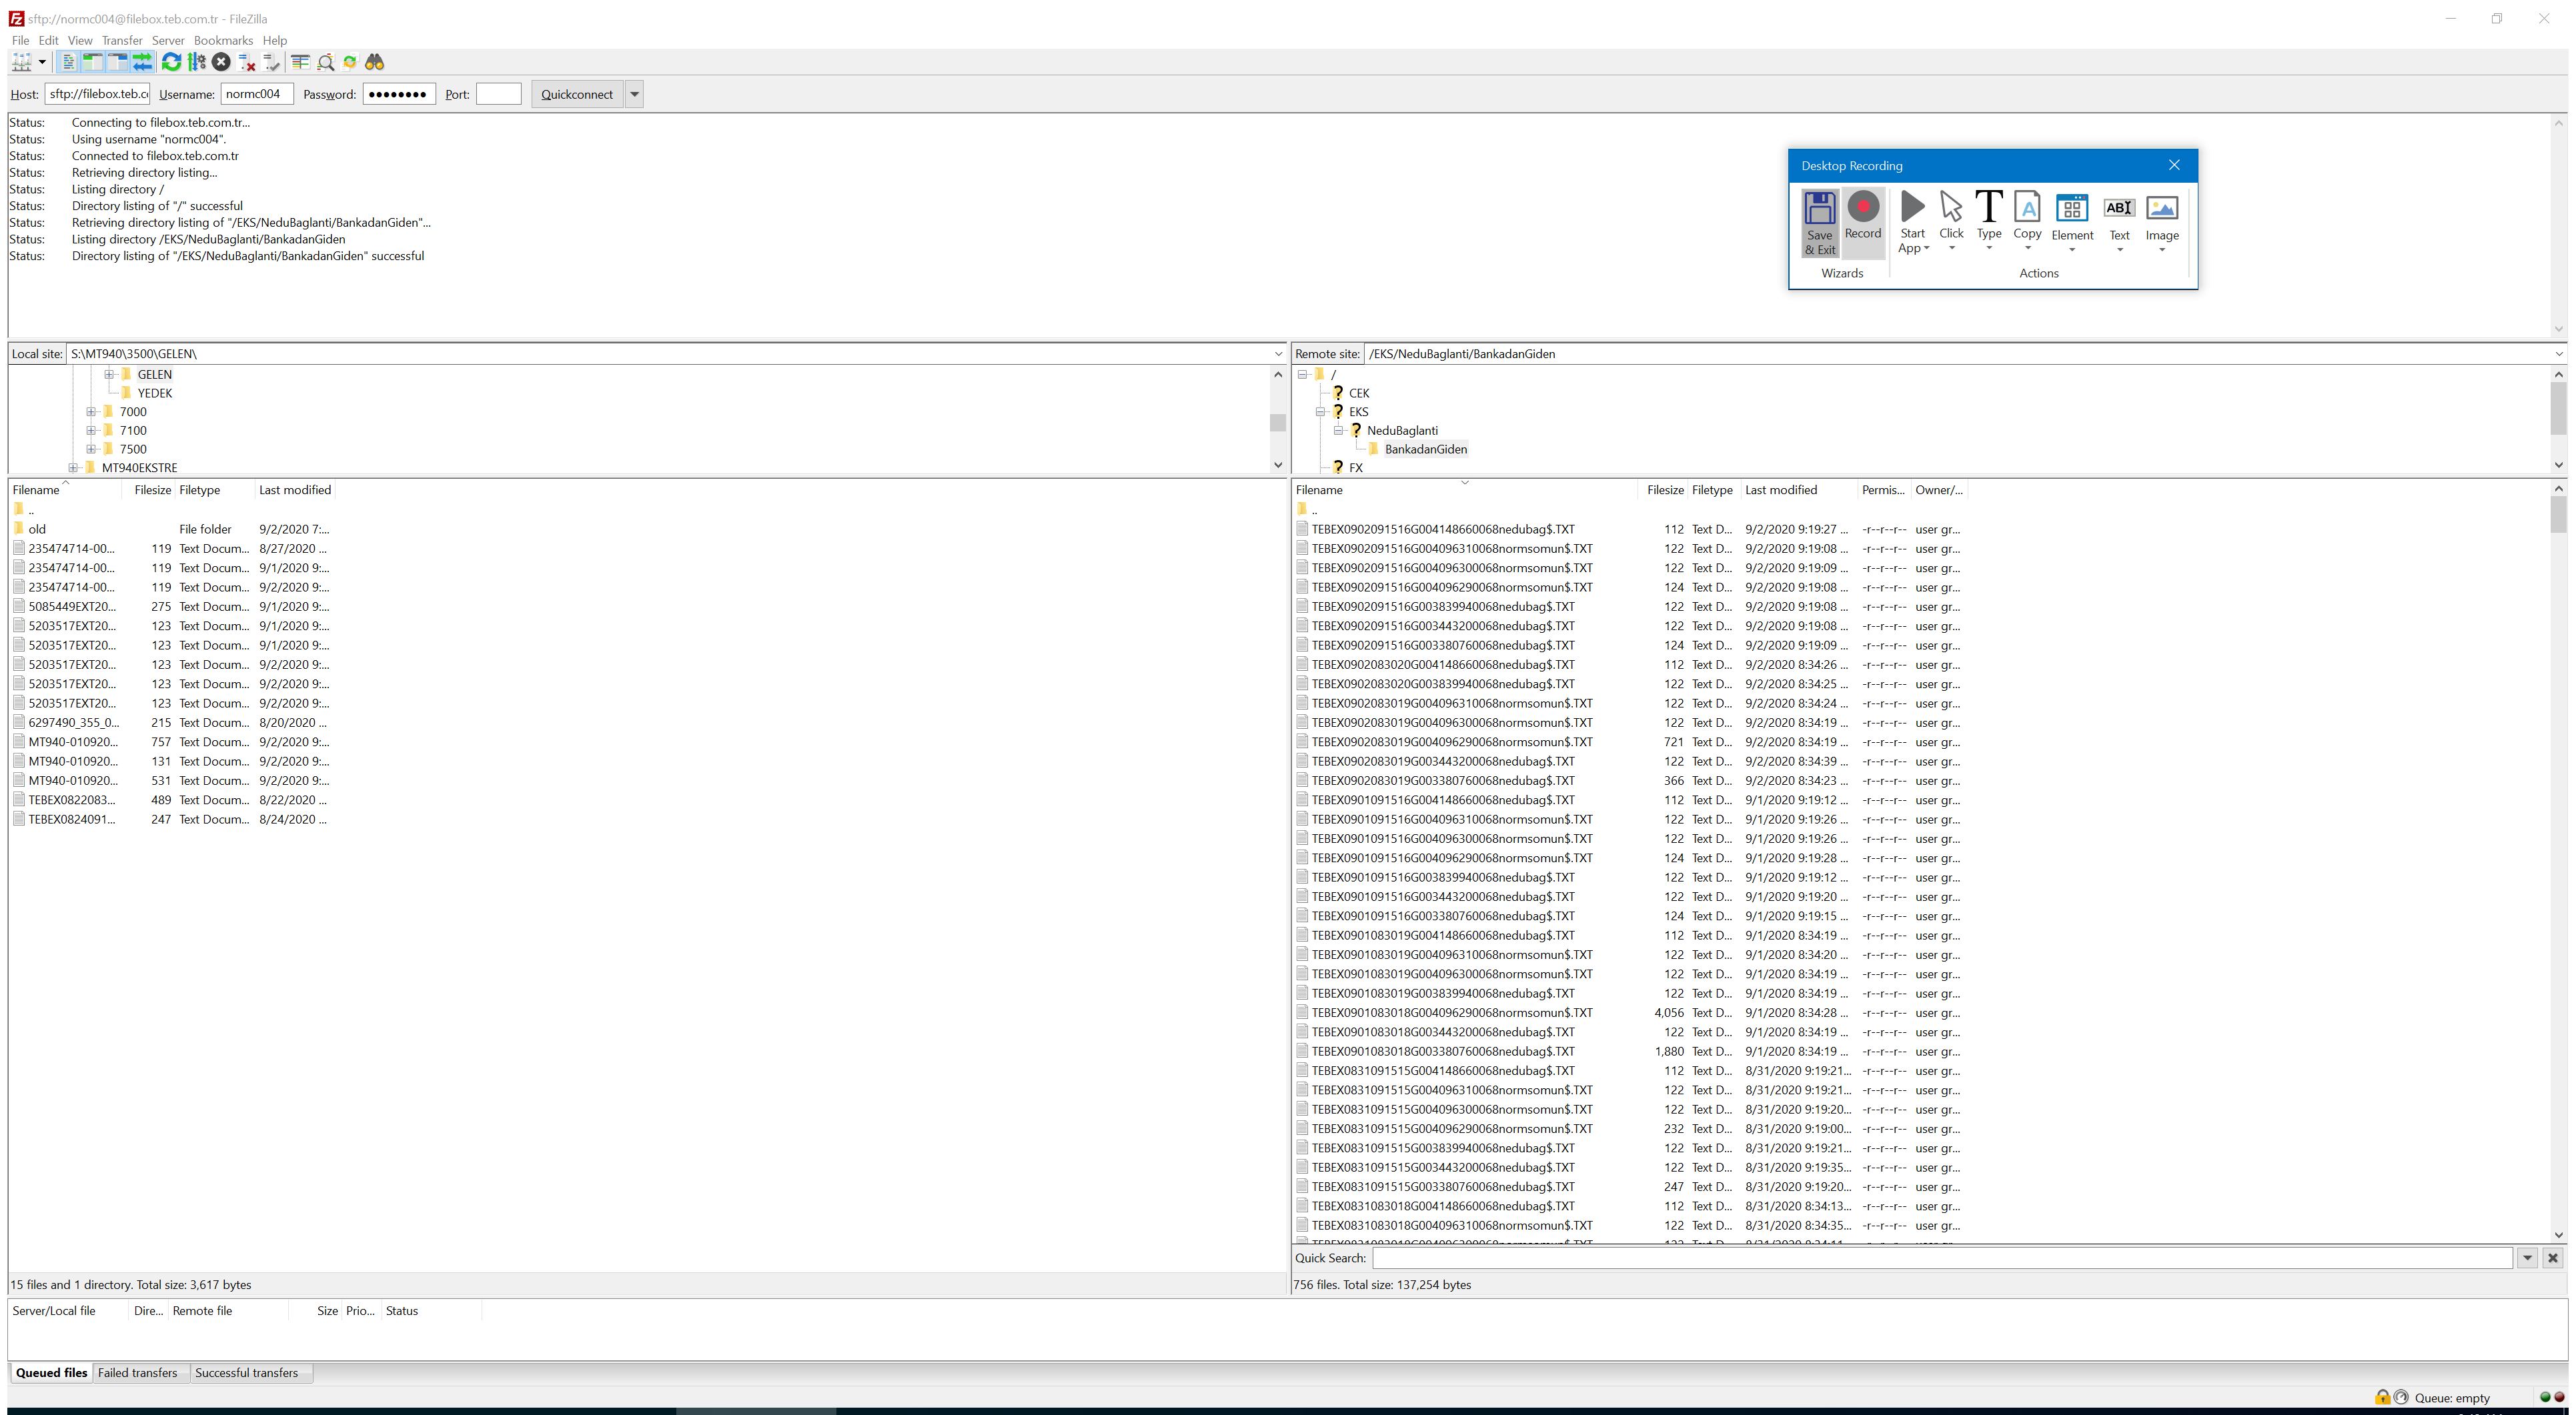 sftp://normc004@filebox.teb.com.tr - FileZilla
File Edit View Transfer Server Bookmarks Help
Host: sftp://filebox.teb.co Username: normc004 Password: ●●●●●●●● Port: Quickconnect
Status: Connecting to filebox.teb.com.tr...
Status: Using username "normc004".
Status: Connected to filebox.teb.com.tr
Status: Retrieving directory listing...
Status: Listing directory /
Status: Directory listing of "/" successful
Status: Retrieving directory listing of "/EKS/NeduBaglanti/BankadanGiden"...
Status: Listing directory /EKS/NeduBaglanti/BankadanGiden
Status: Directory listing of "/EKS/NeduBaglanti/BankadanGiden" successful
Desktop Recording
Save & Exit Record Start App Click Type Copy Element Text Image
Wizards Actions
Local site: S:\MT940\3500\GELEN\
GELEN
YEDEK
7000
7100
7500
MT940EKSTRE
Filename Filesize Filetype Last modified
..
old File folder 9/2/2020 7:...
235474714-00... 119 Text Docum... 8/27/2020 ...
235474714-00... 119 Text Docum... 9/1/2020 9:...
235474714-00... 119 Text Docum... 9/2/2020 9:...
5085449EXT20... 275 Text Docum... 9/1/2020 9:...
5203517EXT20... 123 Text Docum... 9/1/2020 9:...
5203517EXT20... 123 Text Docum... 9/1/2020 9:...
5203517EXT20... 123 Text Docum... 9/2/2020 9:...
5203517EXT20... 123 Text Docum... 9/2/2020 9:...
5203517EXT20... 123 Text Docum... 9/2/2020 9:...
6297490_355_0... 215 Text Docum... 8/20/2020 ...
MT940-010920... 757 Text Docum... 9/2/2020 9:...
MT940-010920... 131 Text Docum... 9/2/2020 9:...
MT940-010920... 531 Text Docum... 9/2/2020 9:...
TEBEX0822083... 489 Text Docum... 8/22/2020 ...
TEBEX0824091... 247 Text Docum... 8/24/2020 ...
15 files and 1 directory. Total size: 3,617 bytes
Remote site: /EKS/NeduBaglanti/BankadanGiden
/
CEK
EKS
NeduBaglanti
BankadanGiden
FX
Filename Filesize Filetype Last modified Permis... Owner/...
..
TEBEX0902091516G004148660068nedubag$.TXT 112 Text D... 9/2/2020 9:19:27 ... -r--r--r-- user gr...
TEBEX0902091516G004096310068normsomun$.TXT 122 Text D... 9/2/2020 9:19:08 ... -r--r--r-- user gr...
TEBEX0902091516G004096300068normsomun$.TXT 122 Text D... 9/2/2020 9:19:09 ... -r--r--r-- user gr...
TEBEX0902091516G004096290068normsomun$.TXT 124 Text D... 9/2/2020 9:19:08 ... -r--r--r-- user gr...
TEBEX0902091516G003839940068nedubag$.TXT 122 Text D... 9/2/2020 9:19:08 ... -r--r--r-- user gr...
TEBEX0902091516G003443200068nedubag$.TXT 122 Text D... 9/2/2020 9:19:08 ... -r--r--r-- user gr...
TEBEX0902091516G003380760068nedubag$.TXT 124 Text D... 9/2/2020 9:19:09 ... -r--r--r-- user gr...
TEBEX0902083020G004148660068nedubag$.TXT 112 Text D... 9/2/2020 8:34:26 ... -r--r--r-- user gr...
TEBEX0902083020G003839940068nedubag$.TXT 122 Text D... 9/2/2020 8:34:25 ... -r--r--r-- user gr...
TEBEX0902083019G004096310068normsomun$.TXT 122 Text D... 9/2/2020 8:34:24 ... -r--r--r-- user gr...
TEBEX0902083019G004096300068normsomun$.TXT 122 Text D... 9/2/2020 8:34:19 ... -r--r--r-- user gr...
TEBEX0902083019G004096290068normsomun$.TXT 721 Text D... 9/2/2020 8:34:19 ... -r--r--r-- user gr...
TEBEX0902083019G003443200068nedubag$.TXT 122 Text D... 9/2/2020 8:34:39 ... -r--r--r-- user gr...
TEBEX0902083019G003380760068nedubag$.TXT 366 Text D... 9/2/2020 8:34:23 ... -r--r--r-- user gr...
TEBEX0901091516G004148660068nedubag$.TXT 112 Text D... 9/1/2020 9:19:12 ... -r--r--r-- user gr...
TEBEX0901091516G004096310068normsomun$.TXT 122 Text D... 9/1/2020 9:19:26 ... -r--r--r-- user gr...
TEBEX0901091516G004096300068normsomun$.TXT 122 Text D... 9/1/2020 9:19:26 ... -r--r--r-- user gr...
TEBEX0901091516G004096290068normsomun$.TXT 124 Text D... 9/1/2020 9:19:28 ... -r--r--r-- user gr...
TEBEX0901091516G003839940068nedubag$.TXT 122 Text D... 9/1/2020 9:19:12 ... -r--r--r-- user gr...
TEBEX0901091516G003443200068nedubag$.TXT 122 Text D... 9/1/2020 9:19:20 ... -r--r--r-- user gr...
TEBEX0901091516G003380760068nedubag$.TXT 124 Text D... 9/1/2020 9:19:15 ... -r--r--r-- user gr...
TEBEX0901083019G004148660068nedubag$.TXT 112 Text D... 9/1/2020 8:34:19 ... -r--r--r-- user gr...
TEBEX0901083019G004096310068normsomun$.TXT 122 Text D... 9/1/2020 8:34:20 ... -r--r--r-- user gr...
TEBEX0901083019G004096300068normsomun$.TXT 122 Text D... 9/1/2020 8:34:19 ... -r--r--r-- user gr...
TEBEX0901083019G003839940068nedubag$.TXT 122 Text D... 9/1/2020 8:34:19 ... -r--r--r-- user gr...
TEBEX0901083018G004096290068normsomun$.TXT 4,056 Text D... 9/1/2020 8:34:28 ... -r--r--r-- user gr...
TEBEX0901083018G003443200068nedubag$.TXT 122 Text D... 9/1/2020 8:34:19 ... -r--r--r-- user gr...
TEBEX0901083018G003380760068nedubag$.TXT 1,880 Text D... 9/1/2020 8:34:19 ... -r--r--r-- user gr...
TEBEX0831091515G004148660068nedubag$.TXT 112 Text D... 8/31/2020 9:19:21... -r--r--r-- user gr...
TEBEX0831091515G004096310068normsomun$.TXT 122 Text D... 8/31/2020 9:19:21... -r--r--r-- user gr...
TEBEX0831091515G004096300068normsomun$.TXT 122 Text D... 8/31/2020 9:19:20... -r--r--r-- user gr...
TEBEX0831091515G004096290068normsomun$.TXT 232 Text D... 8/31/2020 9:19:00... -r--r--r-- user gr...
TEBEX0831091515G003839940068nedubag$.TXT 122 Text D... 8/31/2020 9:19:21... -r--r--r-- user gr...
TEBEX0831091515G003443200068nedubag$.TXT 122 Text D... 8/31/2020 9:19:35... -r--r--r-- user gr...
TEBEX0831091515G003380760068nedubag$.TXT 247 Text D... 8/31/2020 9:19:20... -r--r--r-- user gr...
TEBEX0831083018G004148660068nedubag$.TXT 112 Text D... 8/31/2020 8:34:13... -r--r--r-- user gr...
TEBEX0831083018G004096310068normsomun$.TXT 122 Text D... 8/31/2020 8:34:35... -r--r--r-- user gr...
Quick Search:
756 files. Total size: 137,254 bytes
Server/Local file Dire... Remote file Size Prio... Status
Queued files Failed transfers Successful transfers
Queue: empty